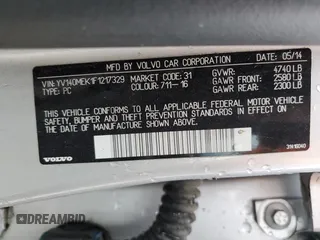 MFD BY VOLVO CAR CORPORATION 05/14
VIN: YV140MEK1F1217329 MARKET CODE: 31 GVWR: 4740 LB
TYPE: PC COLOUR: 711-16 GAWR FRONT: 2580 LB
GAWR REAR: 2300 LB
THIS VEHICLE CONFORMS TO ALL APPLICABLE U.S. FEDERAL MOTOR VEHICLE
SAFETY, BUMPER AND THEFT PREVENTION STANDARDS IN EFFECT ON THE DATE OF
MANUFACTURE SHOWN ABOVE.
VOLVO
DREAMBID